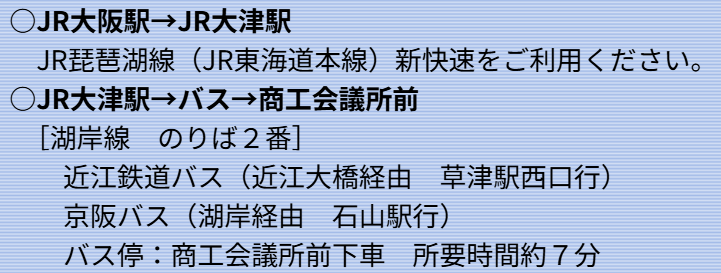 ○JR大阪駅→JR大津駅
JR琵琶湖線（JR東海道本線）新快速をご利用ください。
○JR大津駅→バス→商工会議所前
［湖岸線　のりば２番］
近江鉄道バス（近江大橋経由　草津駅西口行）
京阪バス（湖岸経由　石山駅行）
バス停：商工会議所前下車　所要時間約７分